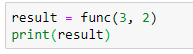 result = func(3, 2)
print(result)